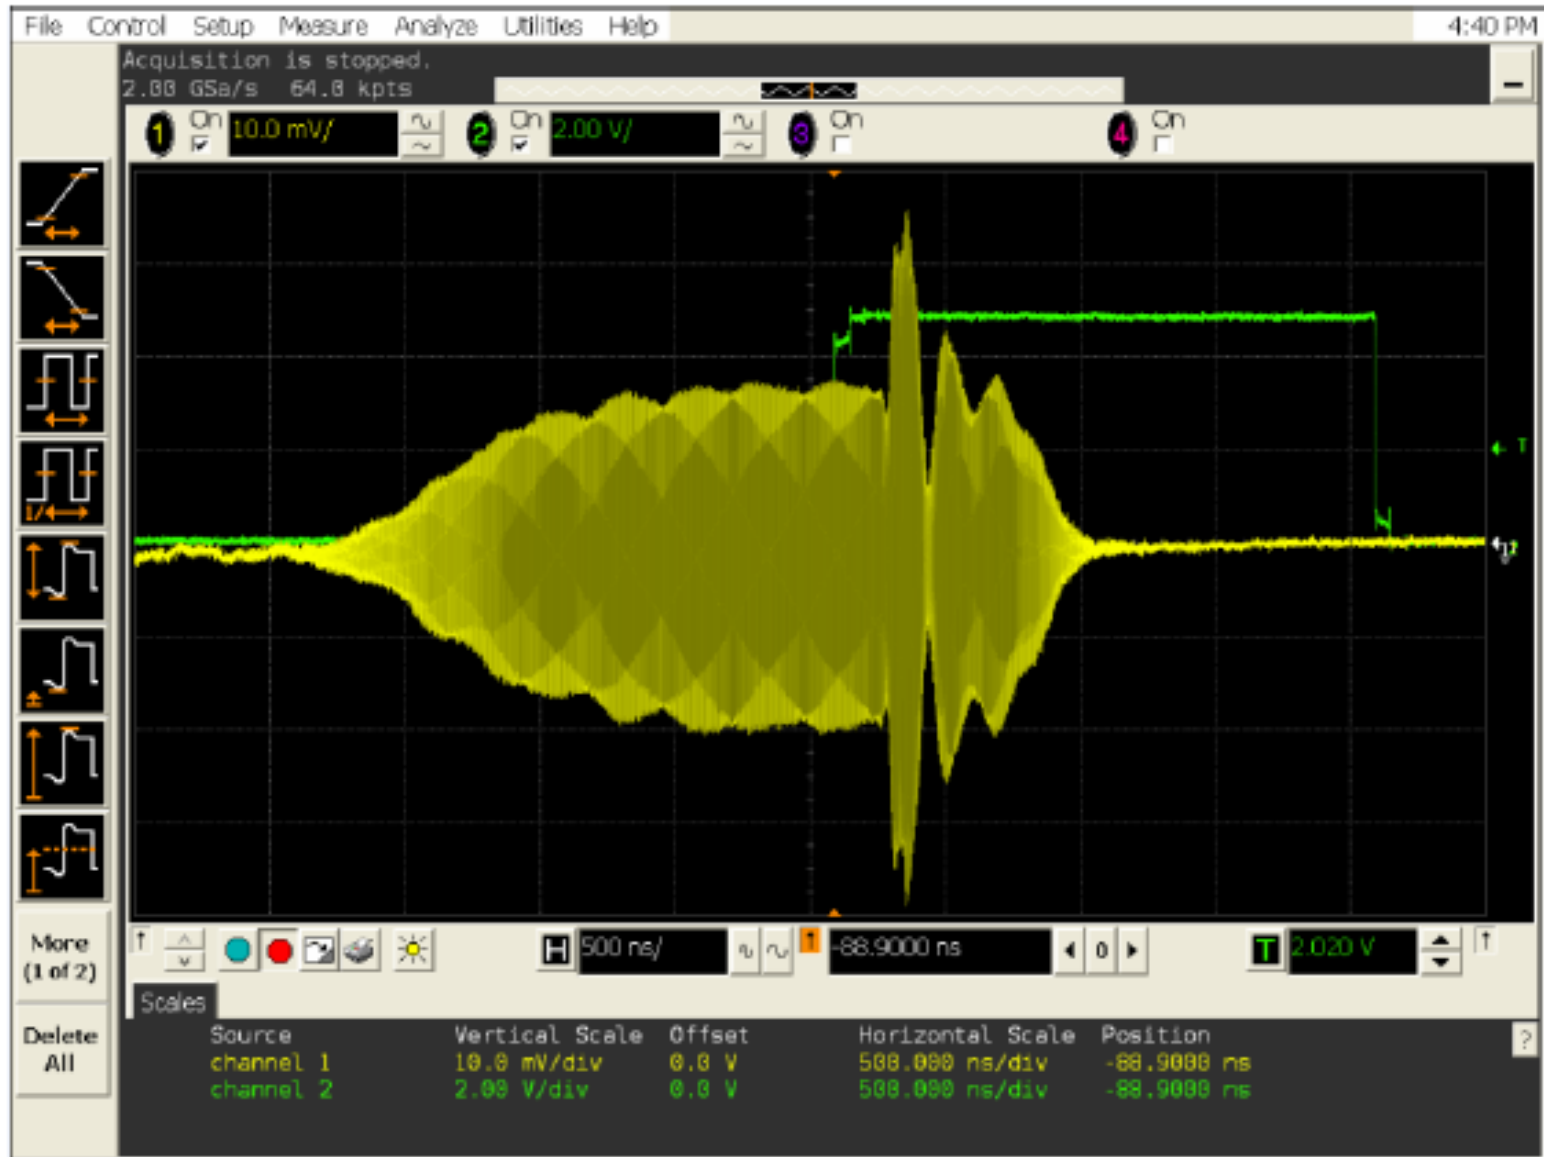 File Control Setup Measure Analyze Utilities Help 4:40 PM
Acquisition is stopped.
2.00 GSa/s 64.0 kpts
1 On 10.0 mV/ 2 On 2.00 V/ 3 On 4 On
T
1/
More
(1 of 2)
H 500 ns/ -88.9000 ns 0 T 2.020 V
Scales
Delete
All
Source Vertical Scale Offset Horizontal Scale Position
channel 1 10.0 mV/div 0.0 V 500.000 ns/div -88.9000 ns
channel 2 2.00 V/div 0.0 V 500.000 ns/div -88.9000 ns
?